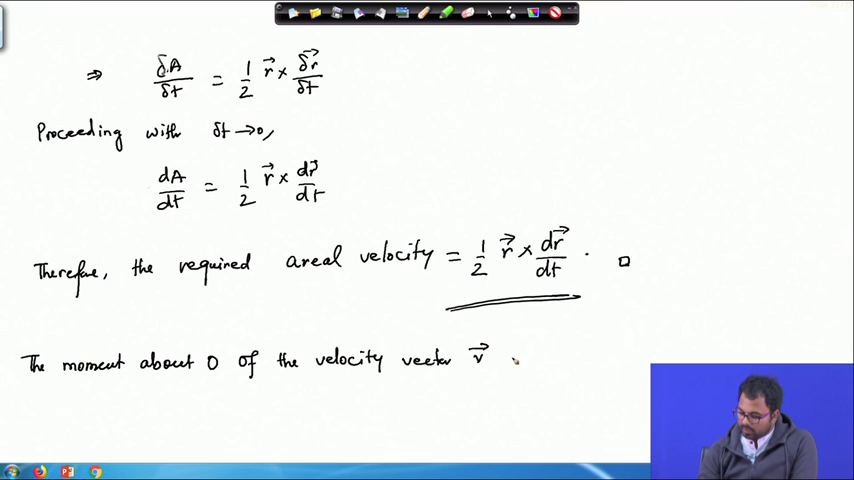 ⇒ δA/δt = 1/2 r⃗ × δr⃗/δt
Proceeding with δt → 0,
dA/dt = 1/2 r⃗ × dr⃗/dt
Therefore, the required areal velocity = 1/2 r⃗ × dr⃗/dt . □
The moment about O of the velocity vector v⃗